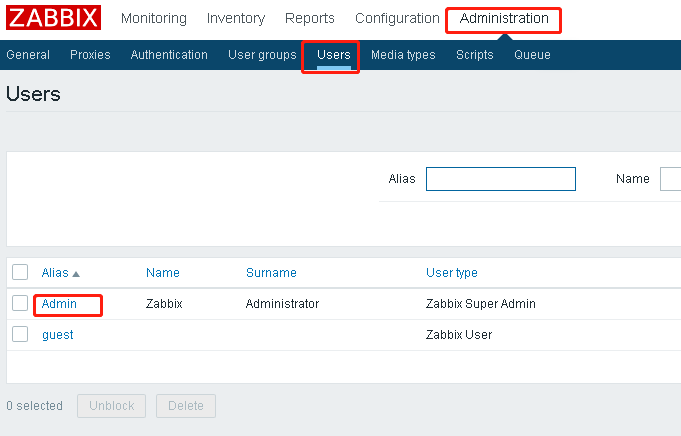 ZABBIX Monitoring Inventory Reports Configuration Administration
General Proxies Authentication User groups Users Media types Scripts Queue
Users
Alias Name
Alias Name Surname User type
Admin Zabbix Administrator Zabbix Super Admin
guest Zabbix User
0 selected Unblock Delete